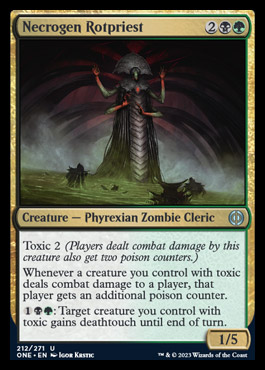 Necrogen Rotpriest 2
Creature — Phyrexian Zombie Cleric
Toxic 2 (Players dealt combat damage by this
creature also get two poison counters.)
Whenever a creature you control with toxic
deals combat damage to a player, that
player gets an additional poison counter.
1 : Target creature you control with
toxic gains deathtouch until end of turn.
1/5
212/271 U
ONE • EN Igor Krstic
™ & © 2023 Wizards of the Coast